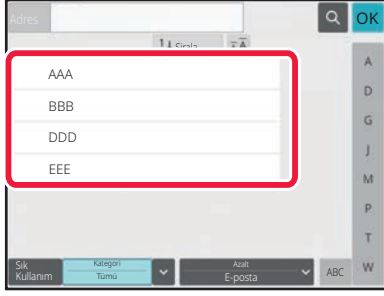 Adres
OK
Sırala
AAA
BBB
DDD
EEE
A
D
G
J
M
P
T
W
Sık
Kullanım
Kategori
Tümü
Azalt
E-posta
ABC